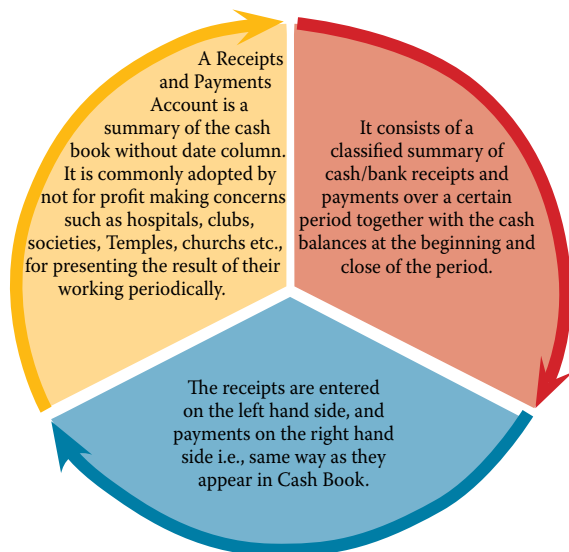 A Receipts
and Payments
Account is a
summary of the cash
book without date column.
It is commonly adopted by
not for profit making concerns
such as hospitals, clubs,
societies, Temples, churchs etc.,
for presenting the result of their
working periodically.
It consists of a
classified summary of
cash/bank receipts and
payments over a certain
period together with the cash
balances at the beginning and
close of the period.
The receipts are entered
on the left hand side, and
payments on the right hand
side i.e., same way as they
appear in Cash Book.